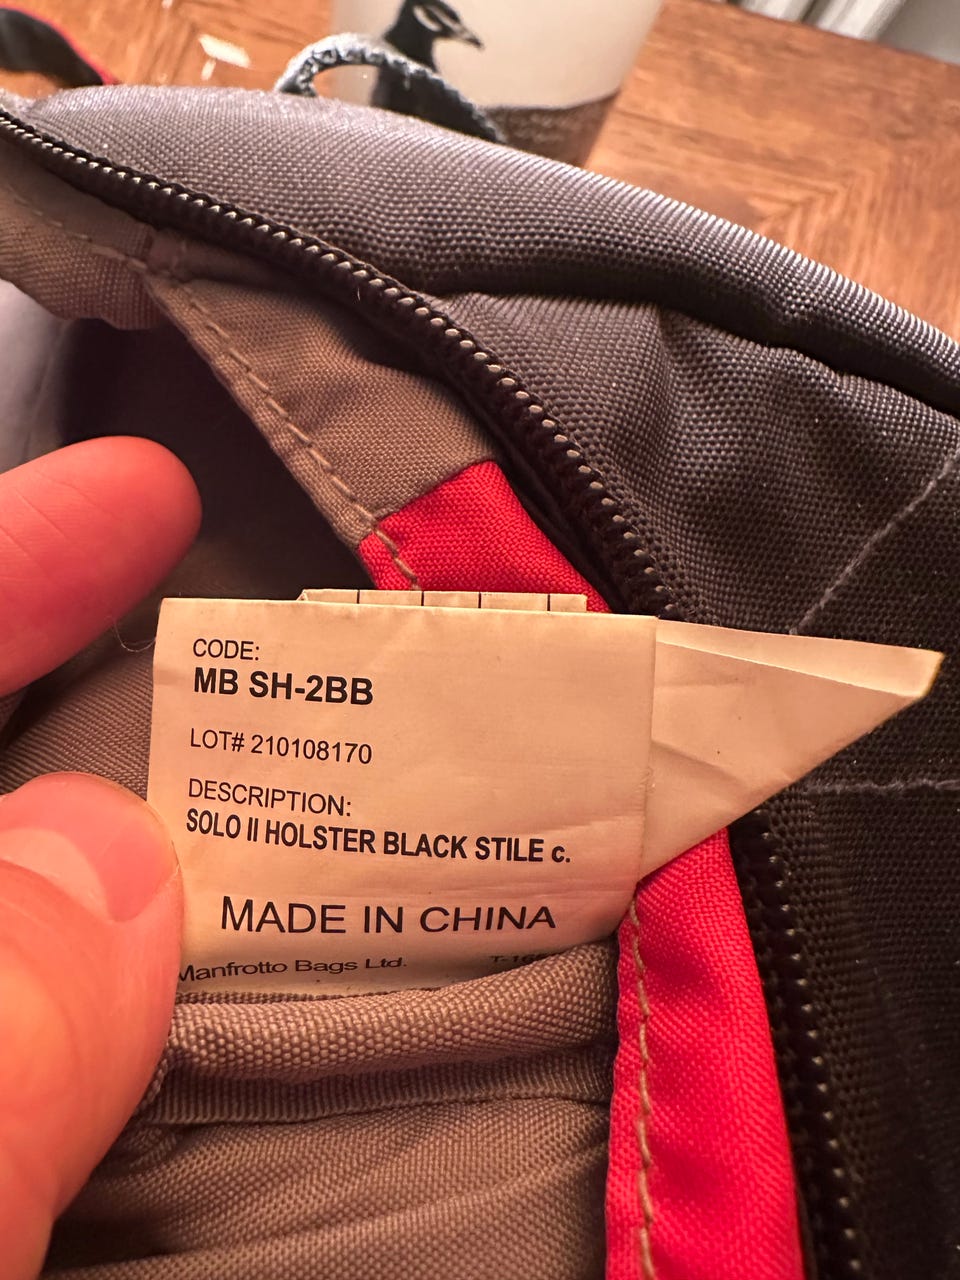 CODE:
MB SH-2BB
LOT# 210108170
DESCRIPTION:
SOLO II HOLSTER BLACK STILE c.
MADE IN CHINA
Manfrotto Bags Ltd.